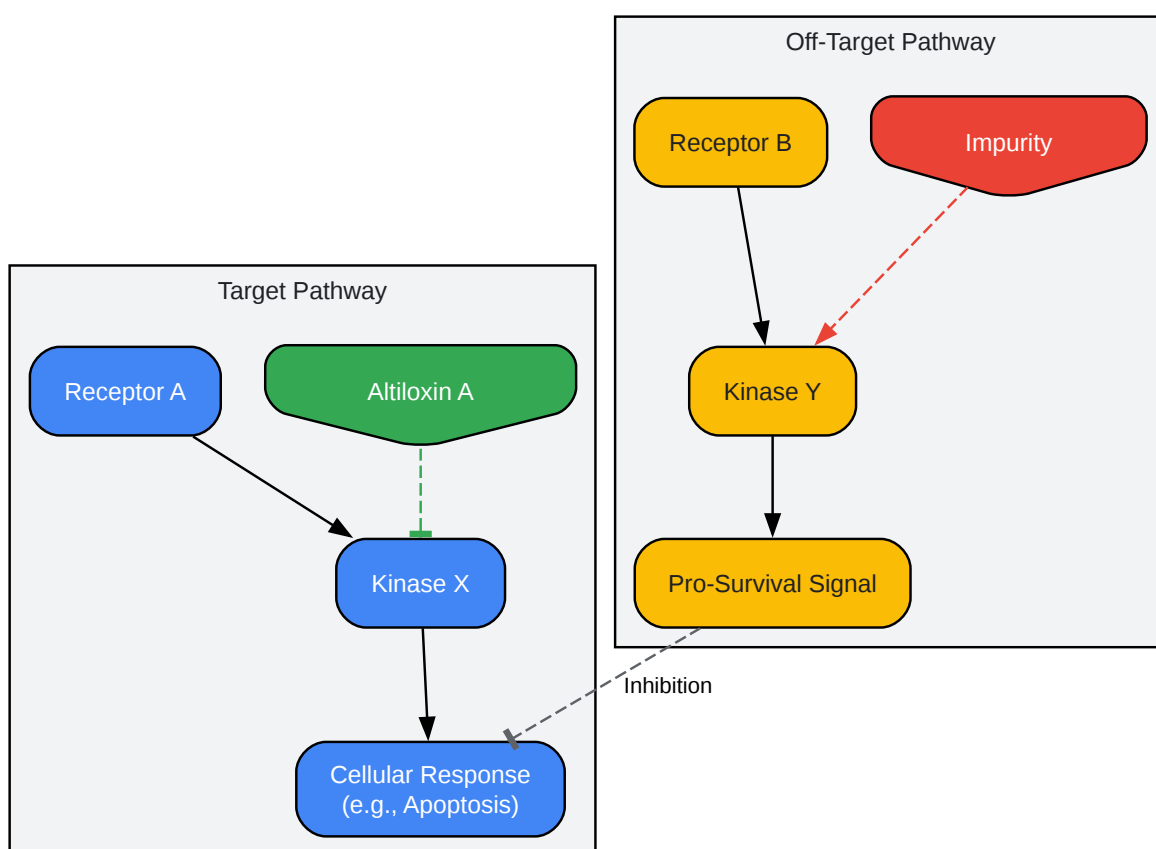 Off-Target Pathway
Receptor B
Impurity
Target Pathway
Receptor A
Altiloxin A
Kinase Y
Kinase X
Pro-Survival Signal
Inhibition
Cellular Response
(e.g., Apoptosis)